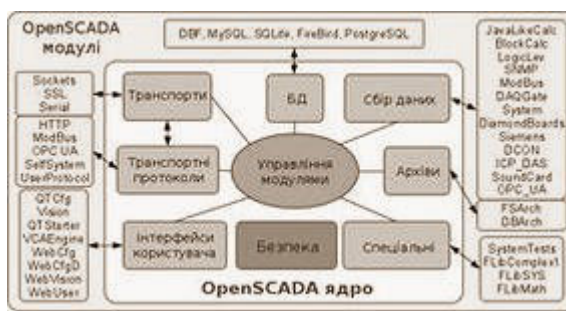 OpenSCADA
модулі
DBF, MySQL, SQLite, FireBird, PostgreSQL
Sockets
SSL
Serial
HTTP
ModBus
OPC UA
SelfSystem
UserProtocol
QTCfg
Vision
QTStarter
VCAEngine
WebCfg
WebCfgD
WebVision
WebUser
Транспорти
БД
Збір даних
Транспортні
протоколи
Управління
модулями
Архіви
Інтерфейси
користувача
Безпека
Спеціальні
OpenSCADA ядро
JavaLikeCalc
BlockCalc
LogicLev
SNMP
ModBus
DAQGate
System
DiamondBoards
Siemens
DCON
ICP_DAS
SoundCard
OPC_UA
FSArch
DBArch
SystemTests
FLibComplex1
FLibSYS
FLibMath